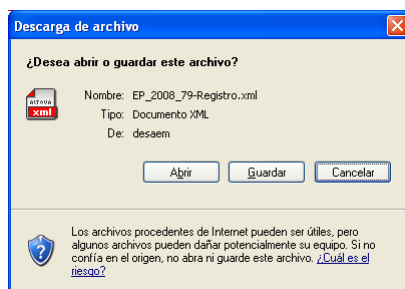 Descarga de archivo
¿Desea abrir o guardar este archivo?
ALTOVA
xml
Nombre: EP_2008_79-Registro.xml
Tipo: Documento XML
De: desaem
Abrir Guardar Cancelar
Los archivos procedentes de Internet pueden ser útiles, pero
algunos archivos pueden dañar potencialmente su equipo. Si no
confía en el origen, no abra ni guarde este archivo. ¿Cuál es el
riesgo?